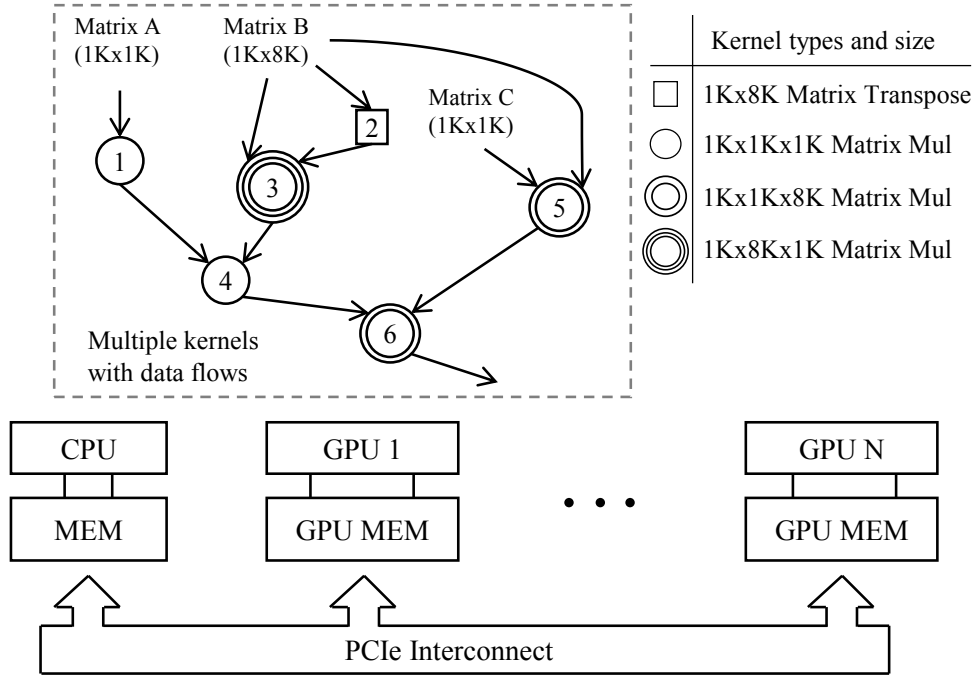 Matrix A
(1Kx1K)
Matrix B
(1Kx8K)
Matrix C
(1Kx1K)
1
2
3
5
4
6
Multiple kernels
with data flows
Kernel types and size
1Kx8K Matrix Transpose
1Kx1Kx1K Matrix Mul
1Kx1Kx8K Matrix Mul
1Kx8Kx1K Matrix Mul
CPU
MEM
GPU 1
GPU MEM
GPU N
GPU MEM
PCIe Interconnect